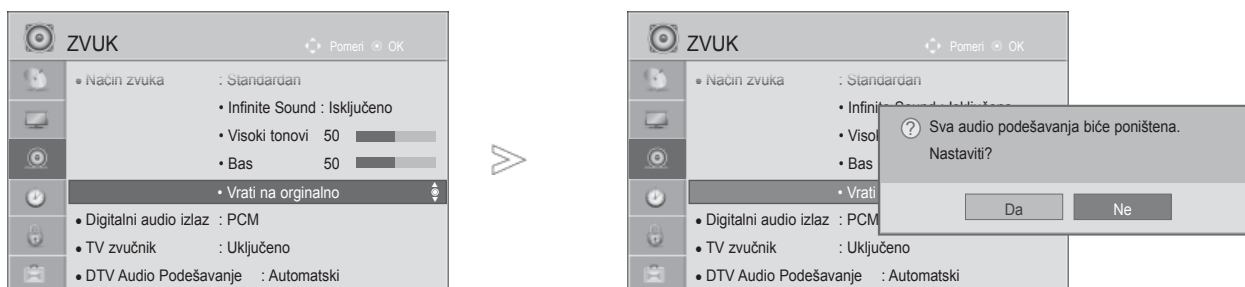 ZVUK
Pomeri OK
• Način zvuka : Standardan
• Infinite Sound : Isključeno
• Visoki tonovi 50
• Bas 50
• Vrati na orginalno
• Digitalni audio izlaz : PCM
• TV zvučnik : Uključeno
• DTV Audio Podešavanje : Automatski
ZVUK
Pomeri OK
• Način zvuka : Standardan
• Infinite Sound : Isključeno
• Visoki
• Bas
• Vrati
• Digitalni audio izlaz : PCM
• TV zvučnik : Uključeno
• DTV Audio Podešavanje : Automatski
? Sva audio podešavanja biće poništena.
Nastaviti?
Da
Ne